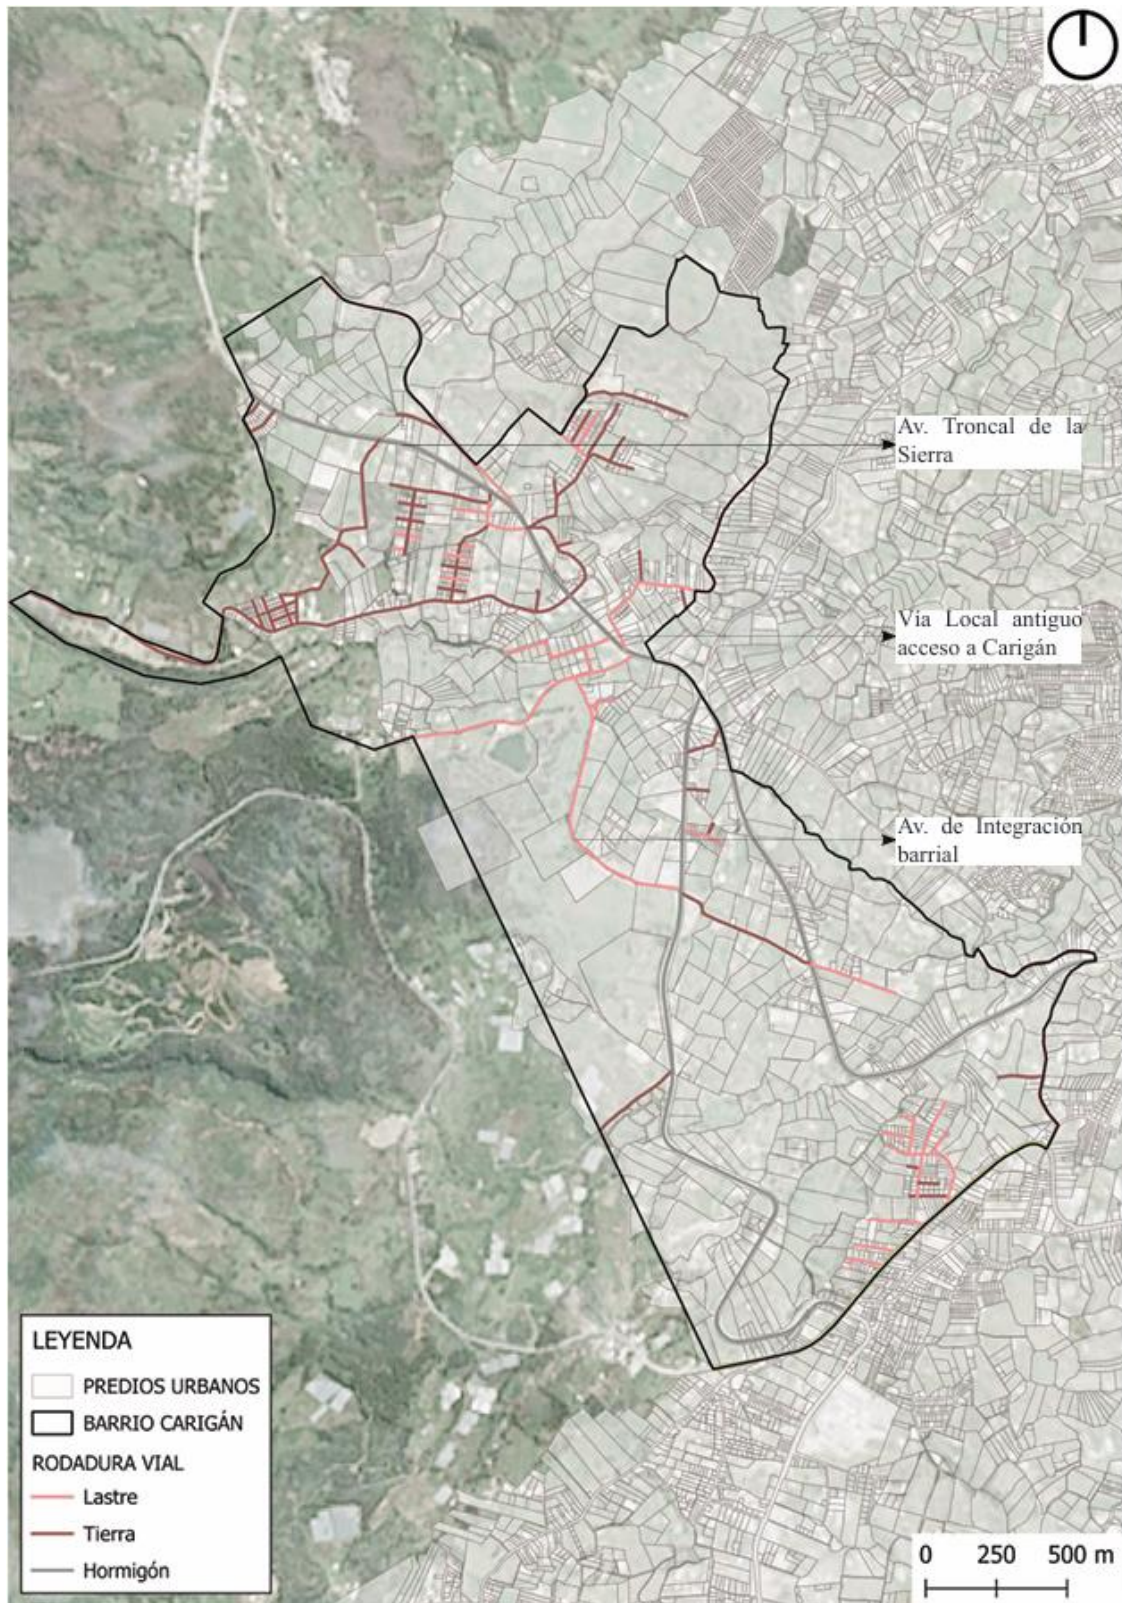 Av. Troncal de la
Sierra
Vía Local antiguo
acceso a Carigán
Av. de Integración
barrial
LEYENDA
PREDIOS URBANOS
BARRIO CARIGÁN
RODADURA VIAL
Lastre
Tierra
Hormigón
0 250 500 m